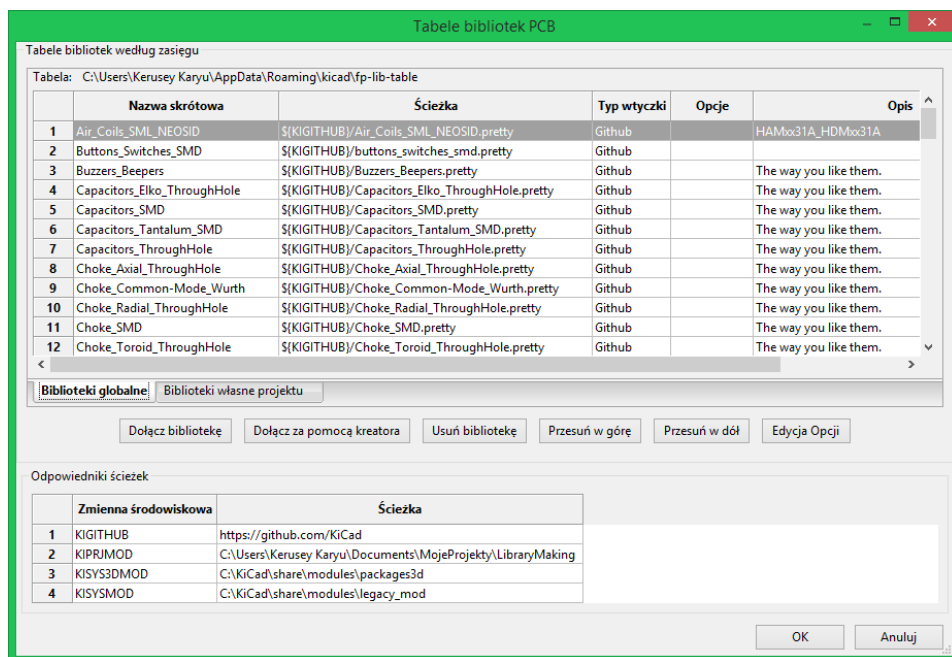 Tabele bibliotek PCB
Tabele bibliotek według zasięgu
Tabela: C:\Users\Kerusey Karyu\AppData\Roaming\kicad\fp-lib-table
Nazwa skrótowa Ścieżka Typ wtyczki Opcje Opis
1 Air_Coils_SML_NEOSID ${KIGITHUB}/Air_Coils_SML_NEOSID.pretty Github HAMxx31A_HDMxx31A
2 Buttons_Switches_SMD ${KIGITHUB}/buttons_switches_smd.pretty Github
3 Buzzers_Beepers ${KIGITHUB}/Buzzers_Beepers.pretty Github The way you like them.
4 Capacitors_Elko_ThroughHole ${KIGITHUB}/Capacitors_Elko_ThroughHole.pretty Github The way you like them.
5 Capacitors_SMD ${KIGITHUB}/Capacitors_SMD.pretty Github The way you like them.
6 Capacitors_Tantalum_SMD ${KIGITHUB}/Capacitors_Tantalum_SMD.pretty Github The way you like them.
7 Capacitors_ThroughHole ${KIGITHUB}/Capacitors_ThroughHole.pretty Github The way you like them.
8 Choke_Axial_ThroughHole ${KIGITHUB}/Choke_Axial_ThroughHole.pretty Github The way you like them.
9 Choke_Common-Mode_Wurth ${KIGITHUB}/Choke_Common-Mode_Wurth.pretty Github The way you like them.
10 Choke_Radial_ThroughHole ${KIGITHUB}/Choke_Radial_ThroughHole.pretty Github The way you like them.
11 Choke_SMD ${KIGITHUB}/Choke_SMD.pretty Github The way you like them.
12 Choke_Toroid_ThroughHole ${KIGITHUB}/Choke_Toroid_ThroughHole.pretty Github The way you like them.
Biblioteki globalne Biblioteki własne projektu
Dołącz bibliotekę Dołącz za pomocą kreatora Usuń bibliotekę Przesuń w górę Przesuń w dół Edycja Opcji
Odpowiedniki ścieżek
Zmienna środowiskowa Ścieżka
1 KIGITHUB https://github.com/KiCad
2 KIPRJMOD C:\Users\Kerusey Karyu\Documents\MojeProjekty\LibraryMaking
3 KISYS3DMOD C:\KiCad\share\modules\packages3d
4 KISYSMOD C:\KiCad\share\modules\legacy_mod
OK Anuluj